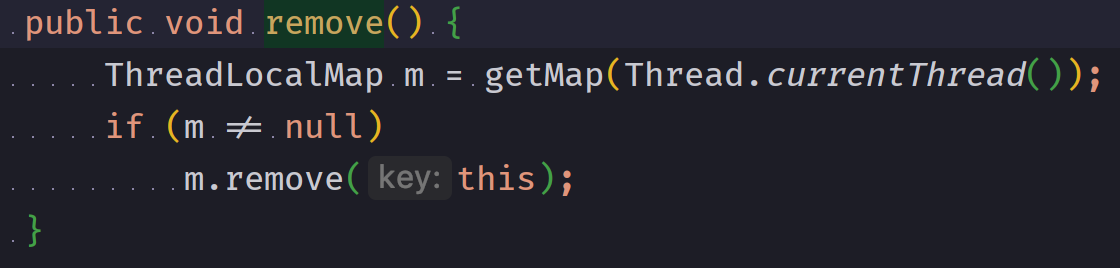 public void remove() {
ThreadLocalMap m = getMap(Thread.currentThread());
if (m ≠ null)
m.remove( key: this);
}